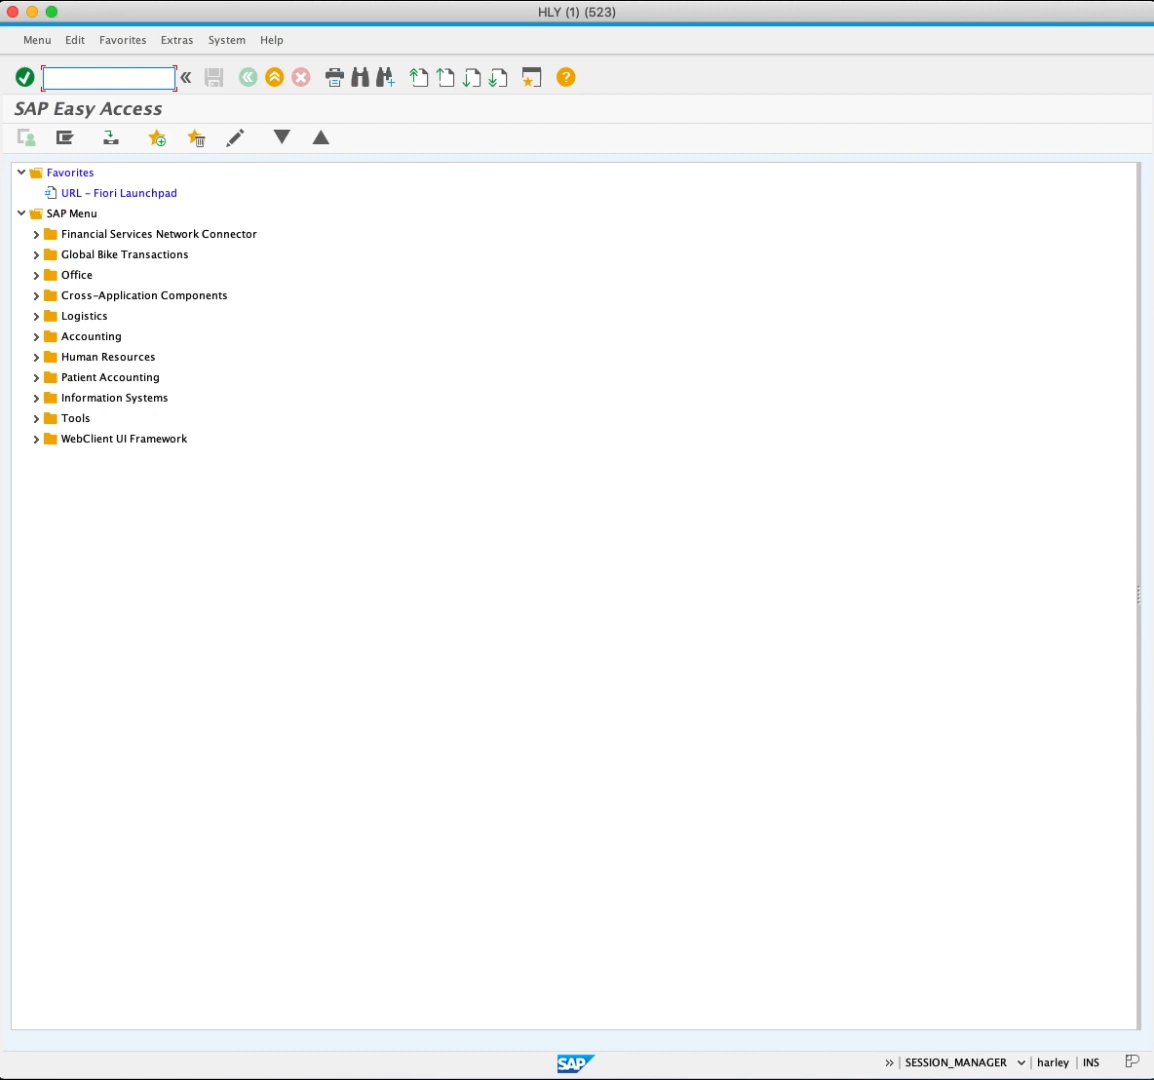 HLY (1) (523)
Menu Edit Favorites Extras System Help
SAP Easy Access
Favorites
URL - Fiori Launchpad
SAP Menu
Financial Services Network Connector
Global Bike Transactions
Office
Cross-Application Components
Logistics
Accounting
Human Resources
Patient Accounting
Information Systems
Tools
WebClient UI Framework
SAP
SESSION_MANAGER harley INS